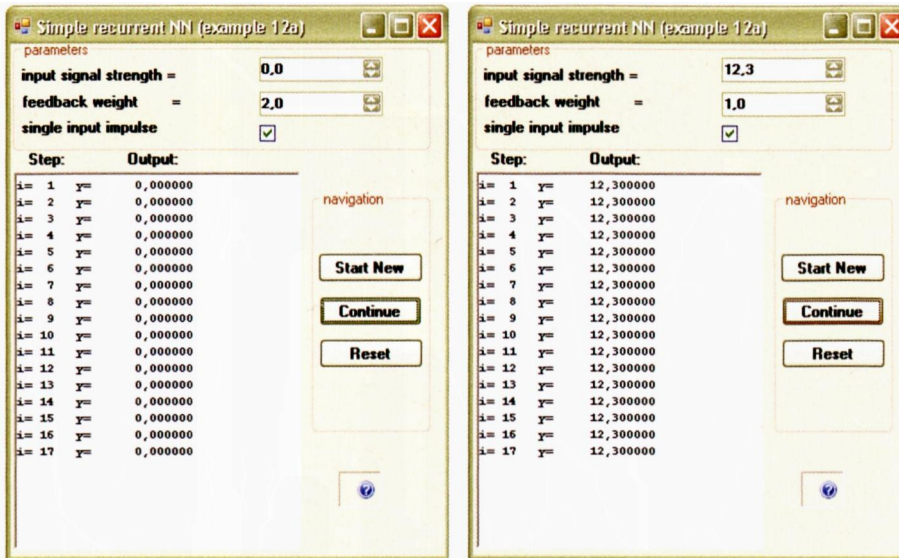 Simple recurrent NN (example 12a)
parameters
input signal strength = 0,0
feedback weight = 2,0
single input impulse
Step: Output:
i= 1 y= 0,000000
i= 2 y= 0,000000
i= 3 y= 0,000000
i= 4 y= 0,000000
i= 5 y= 0,000000
i= 6 y= 0,000000
i= 7 y= 0,000000
i= 8 y= 0,000000
i= 9 y= 0,000000
i= 10 y= 0,000000
i= 11 y= 0,000000
i= 12 y= 0,000000
i= 13 y= 0,000000
i= 14 y= 0,000000
i= 15 y= 0,000000
i= 16 y= 0,000000
i= 17 y= 0,000000
navigation
Start New
Continue
Reset
?
Simple recurrent NN (example 12a)
parameters
input signal strength = 12,3
feedback weight = 1,0
single input impulse
Step: Output:
i= 1 y= 12,300000
i= 2 y= 12,300000
i= 3 y= 12,300000
i= 4 y= 12,300000
i= 5 y= 12,300000
i= 6 y= 12,300000
i= 7 y= 12,300000
i= 8 y= 12,300000
i= 9 y= 12,300000
i= 10 y= 12,300000
i= 11 y= 12,300000
i= 12 y= 12,300000
i= 13 y= 12,300000
i= 14 y= 12,300000
i= 15 y= 12,300000
i= 16 y= 12,300000
i= 17 y= 12,300000
navigation
Start New
Continue
Reset
?